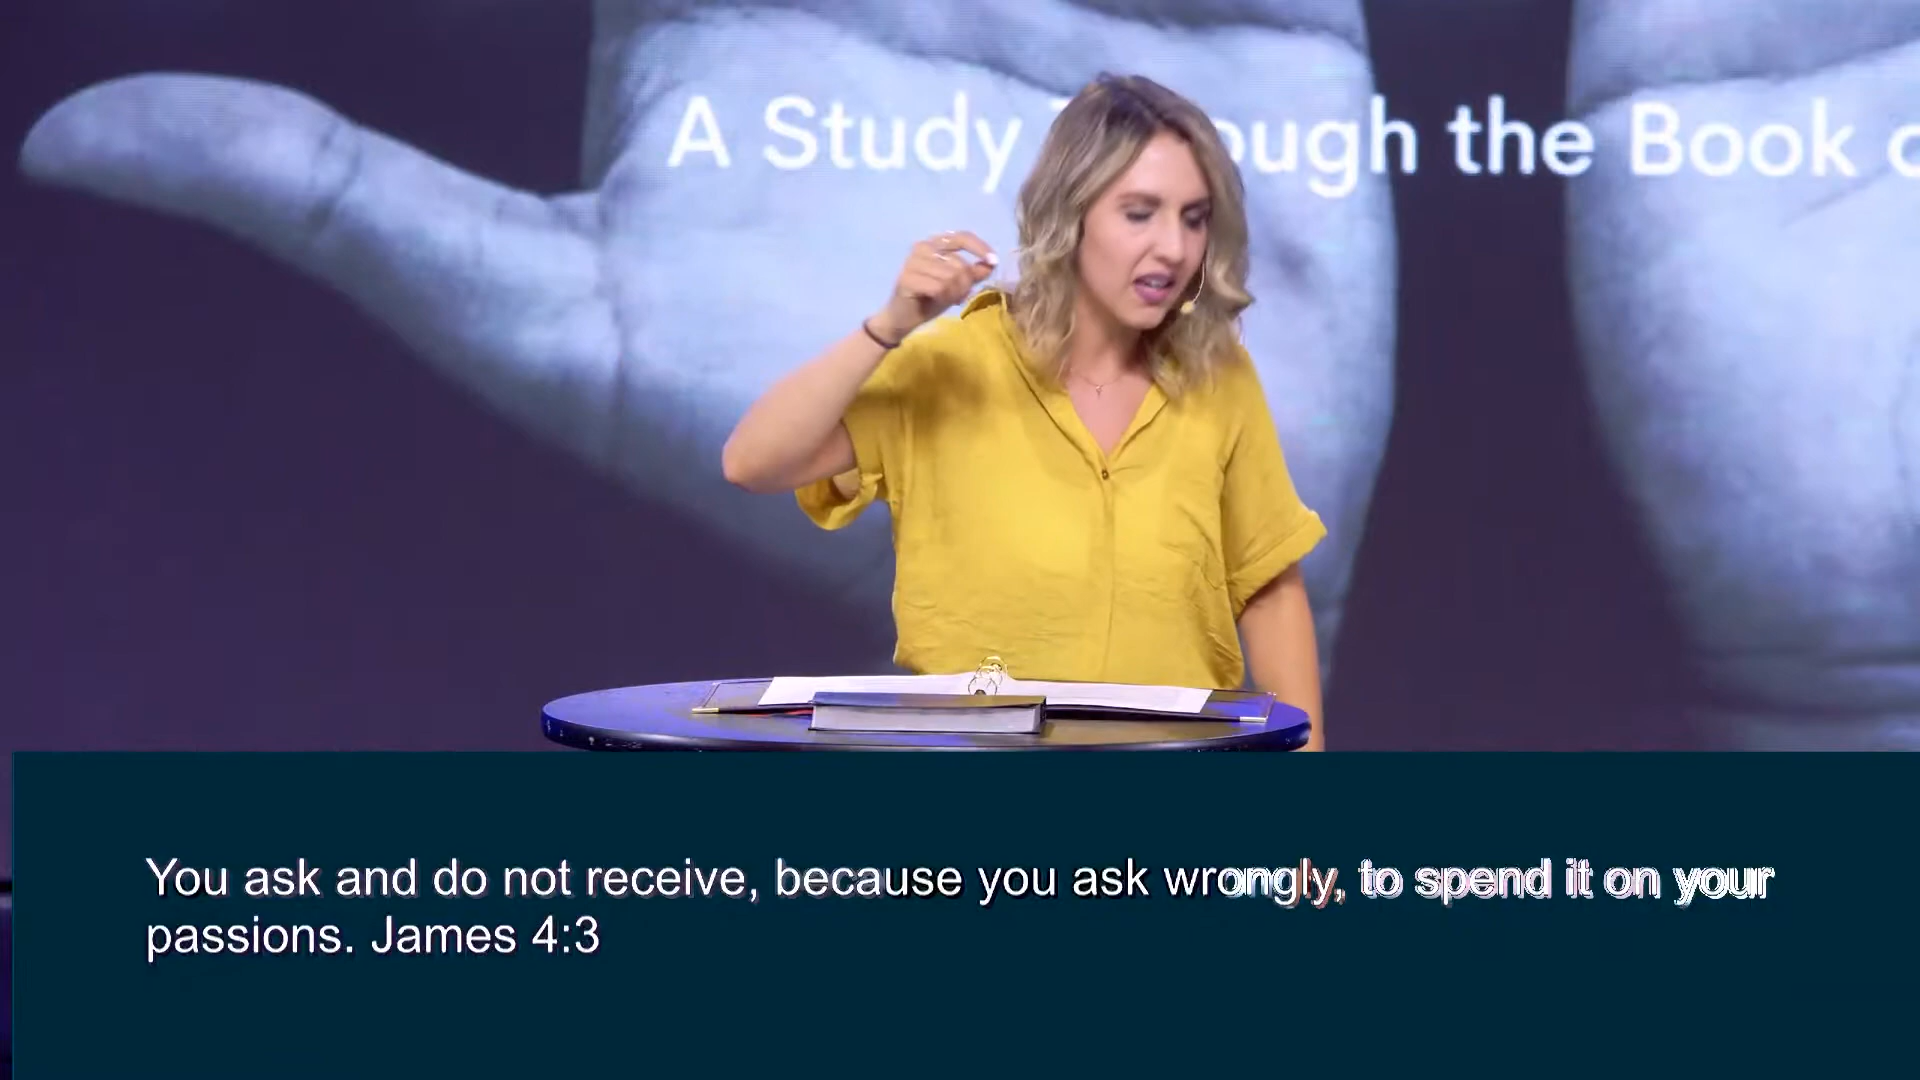 A Study ough the Book
You ask and do not receive, because you ask wrongly, to spend it on your
passions. James 4:3